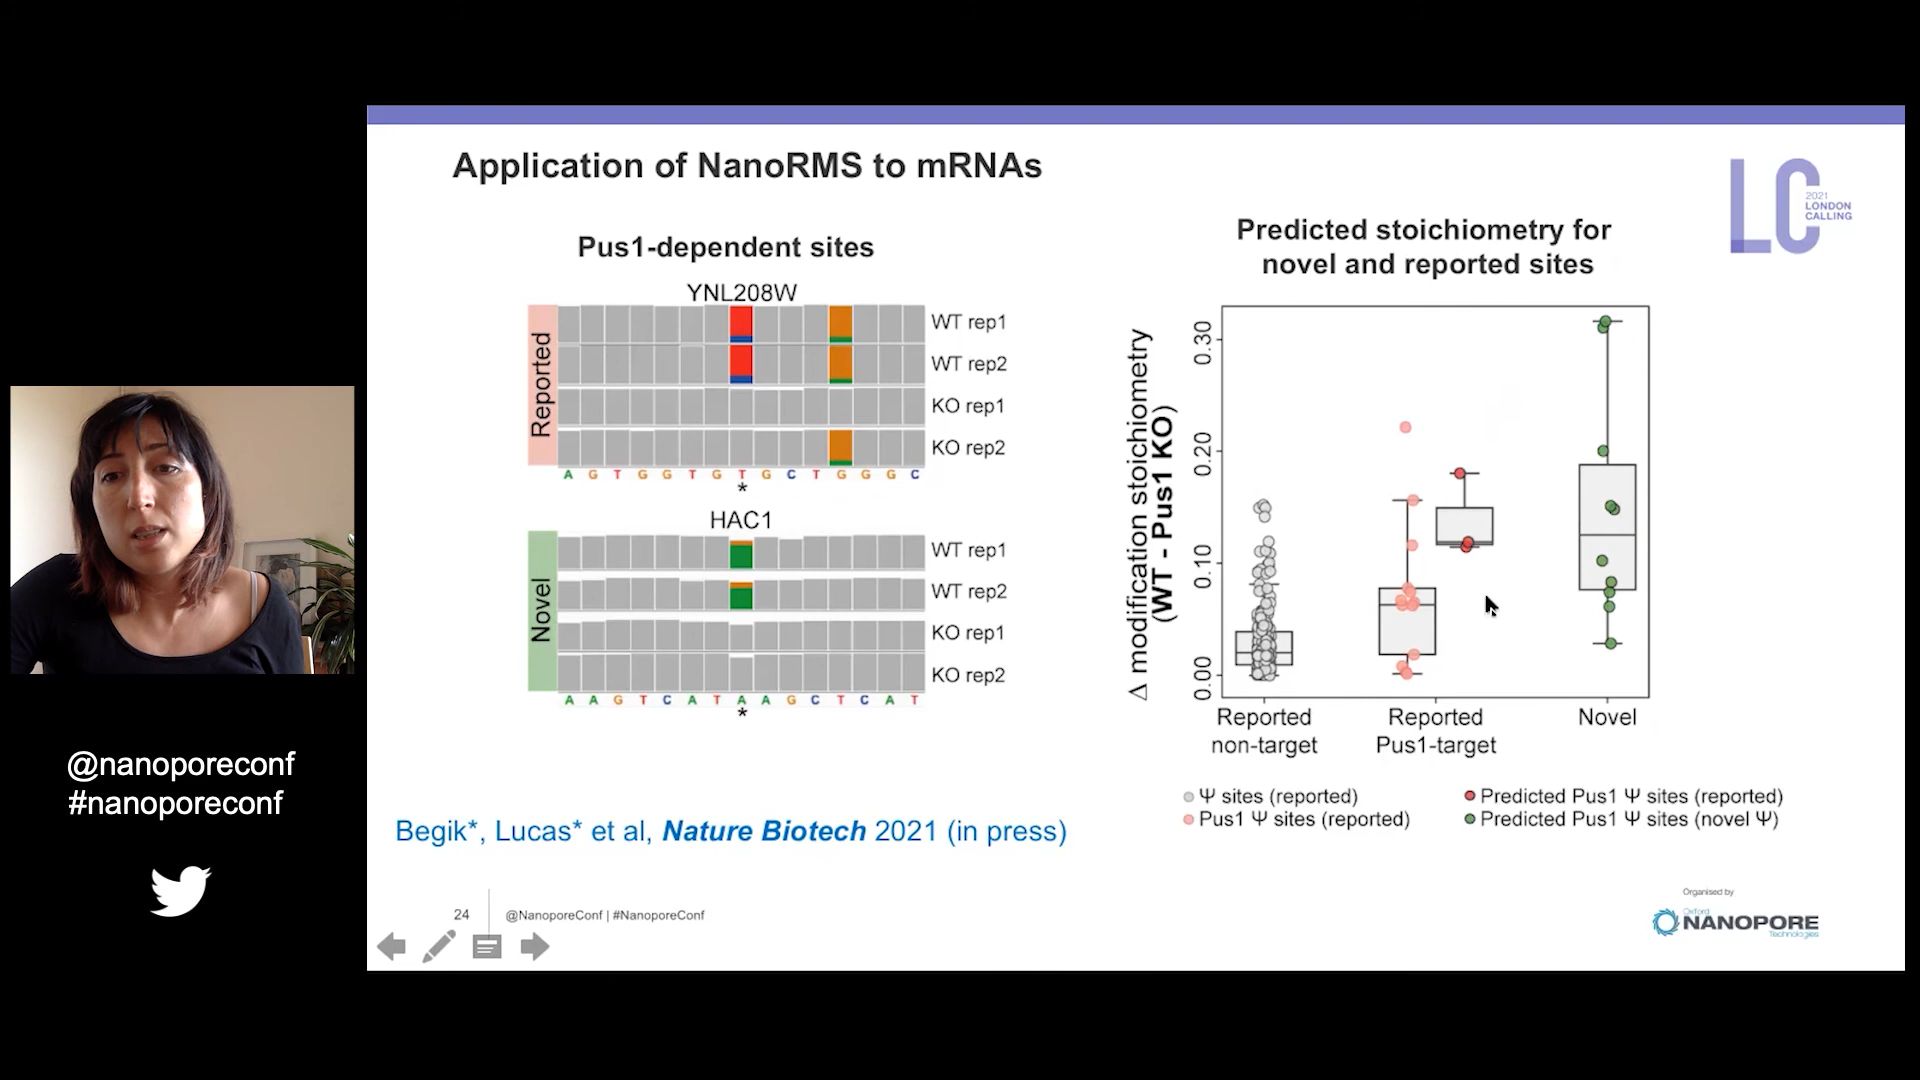 Application of NanoRMS to mRNAs
2021
LONDON
CALLING
LC
Pus1-dependent sites
YNL208W
Reported
WT rep1
WT rep2
KO rep1
KO rep2
A G T G G T G T G C T G G G C
*
HAC1
Novel
WT rep1
WT rep2
KO rep1
KO rep2
A A G T C A T A A G C T C A T
*
Predicted stoichiometry for
novel and reported sites
Δ modification stoichiometry
(WT - Pus1 KO)
0.30
0.20
0.10
0.00
Reported
non-target
Reported
Pus1-target
Novel
Ψ sites (reported)
Pus1 Ψ sites (reported)
Predicted Pus1 Ψ sites (reported)
Predicted Pus1 Ψ sites (novel Ψ)
@nanoporeconf
#nanoporeconf
Begik*, Lucas* et al, Nature Biotech 2021 (in press)
24
@NanoporeConf | #NanoporeConf
Organised by
Oxford
NANOPORE
Technologies